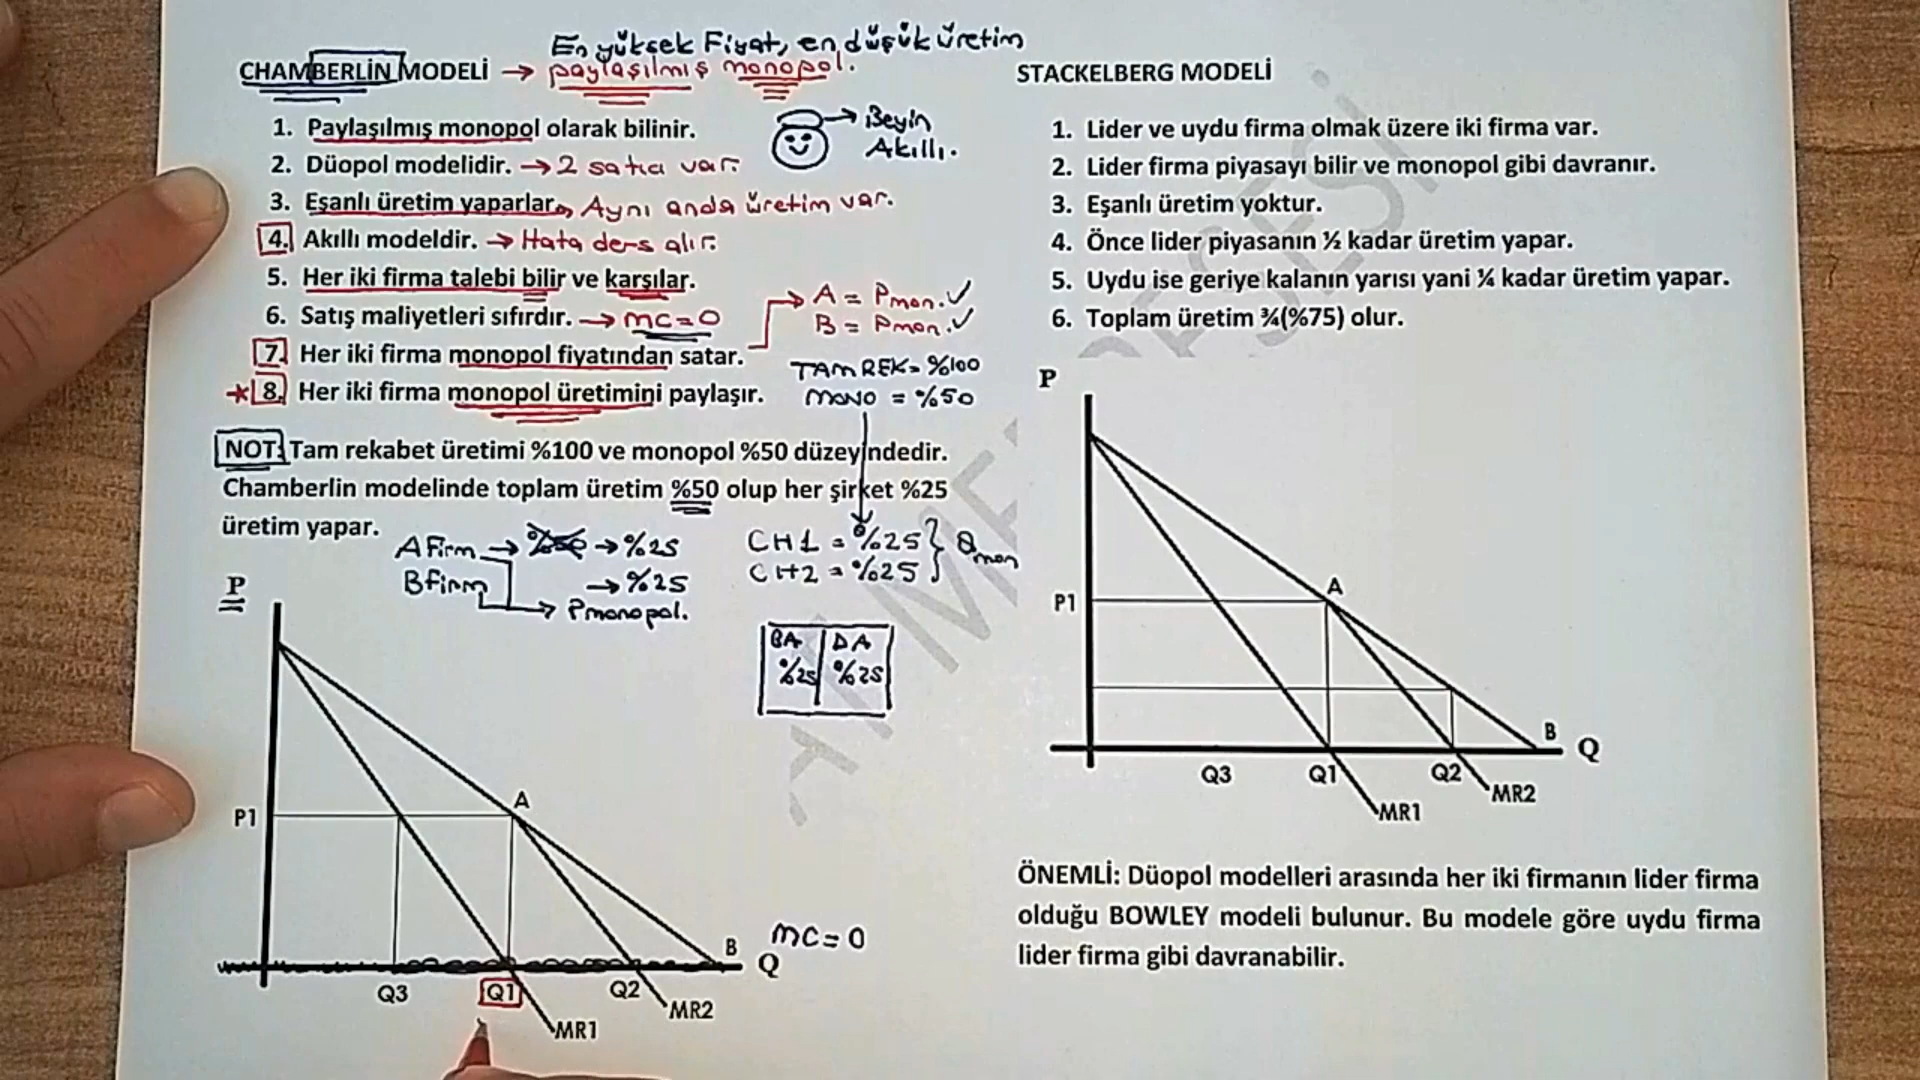 En yüksek Fiyat, en düşük üretim
CHAMBERLİN MODELİ → paylaşılmış monopol.
1. Paylaşılmış monopol olarak bilinir.
→ Beyin
Akıllı.
2. Düopol modelidir. → 2 satıcı var.
3. Eşanlı üretim yaparlar → Aynı anda üretim var.
4. Akıllı modeldir. → Hata ders alır.
5. Her iki firma talebi bilir ve karşılar.
6. Satış maliyetleri sıfırdır. → mc=0
→ A = Pmon. ✓
B = Pmon. ✓
7. Her iki firma monopol fiyatından satar.
*8. Her iki firma monopol üretimini paylaşır.
TAM REK= %100
mono = %50
NOT: Tam rekabet üretimi %100 ve monopol %50 düzeyindedir.
Chamberlin modelinde toplam üretim %50 olup her şirket %25
üretim yapar.
A Firm → → %25
B firm → %25
→ Pmonopol.
CH1 = %25 } Qmon
CH2 = %25
BA DA
%25 %25
P
P1
A
B
mc=0
Q
Q3 Q1 Q2
MR2
MR1
STACKELBERG MODELİ
1. Lider ve uydu firma olmak üzere iki firma var.
2. Lider firma piyasayı bilir ve monopol gibi davranır.
3. Eşanlı üretim yoktur.
4. Önce lider piyasanın ½ kadar üretim yapar.
5. Uydu ise geriye kalanın yarısı yani ¼ kadar üretim yapar.
6. Toplam üretim ¾(%75) olur.
P
A
P1
B
Q
Q3 Q1 Q2
MR2
MR1
ÖNEMLİ: Düopol modelleri arasında her iki firmanın lider firma
olduğu BOWLEY modeli bulunur. Bu modele göre uydu firma
lider firma gibi davranabilir.